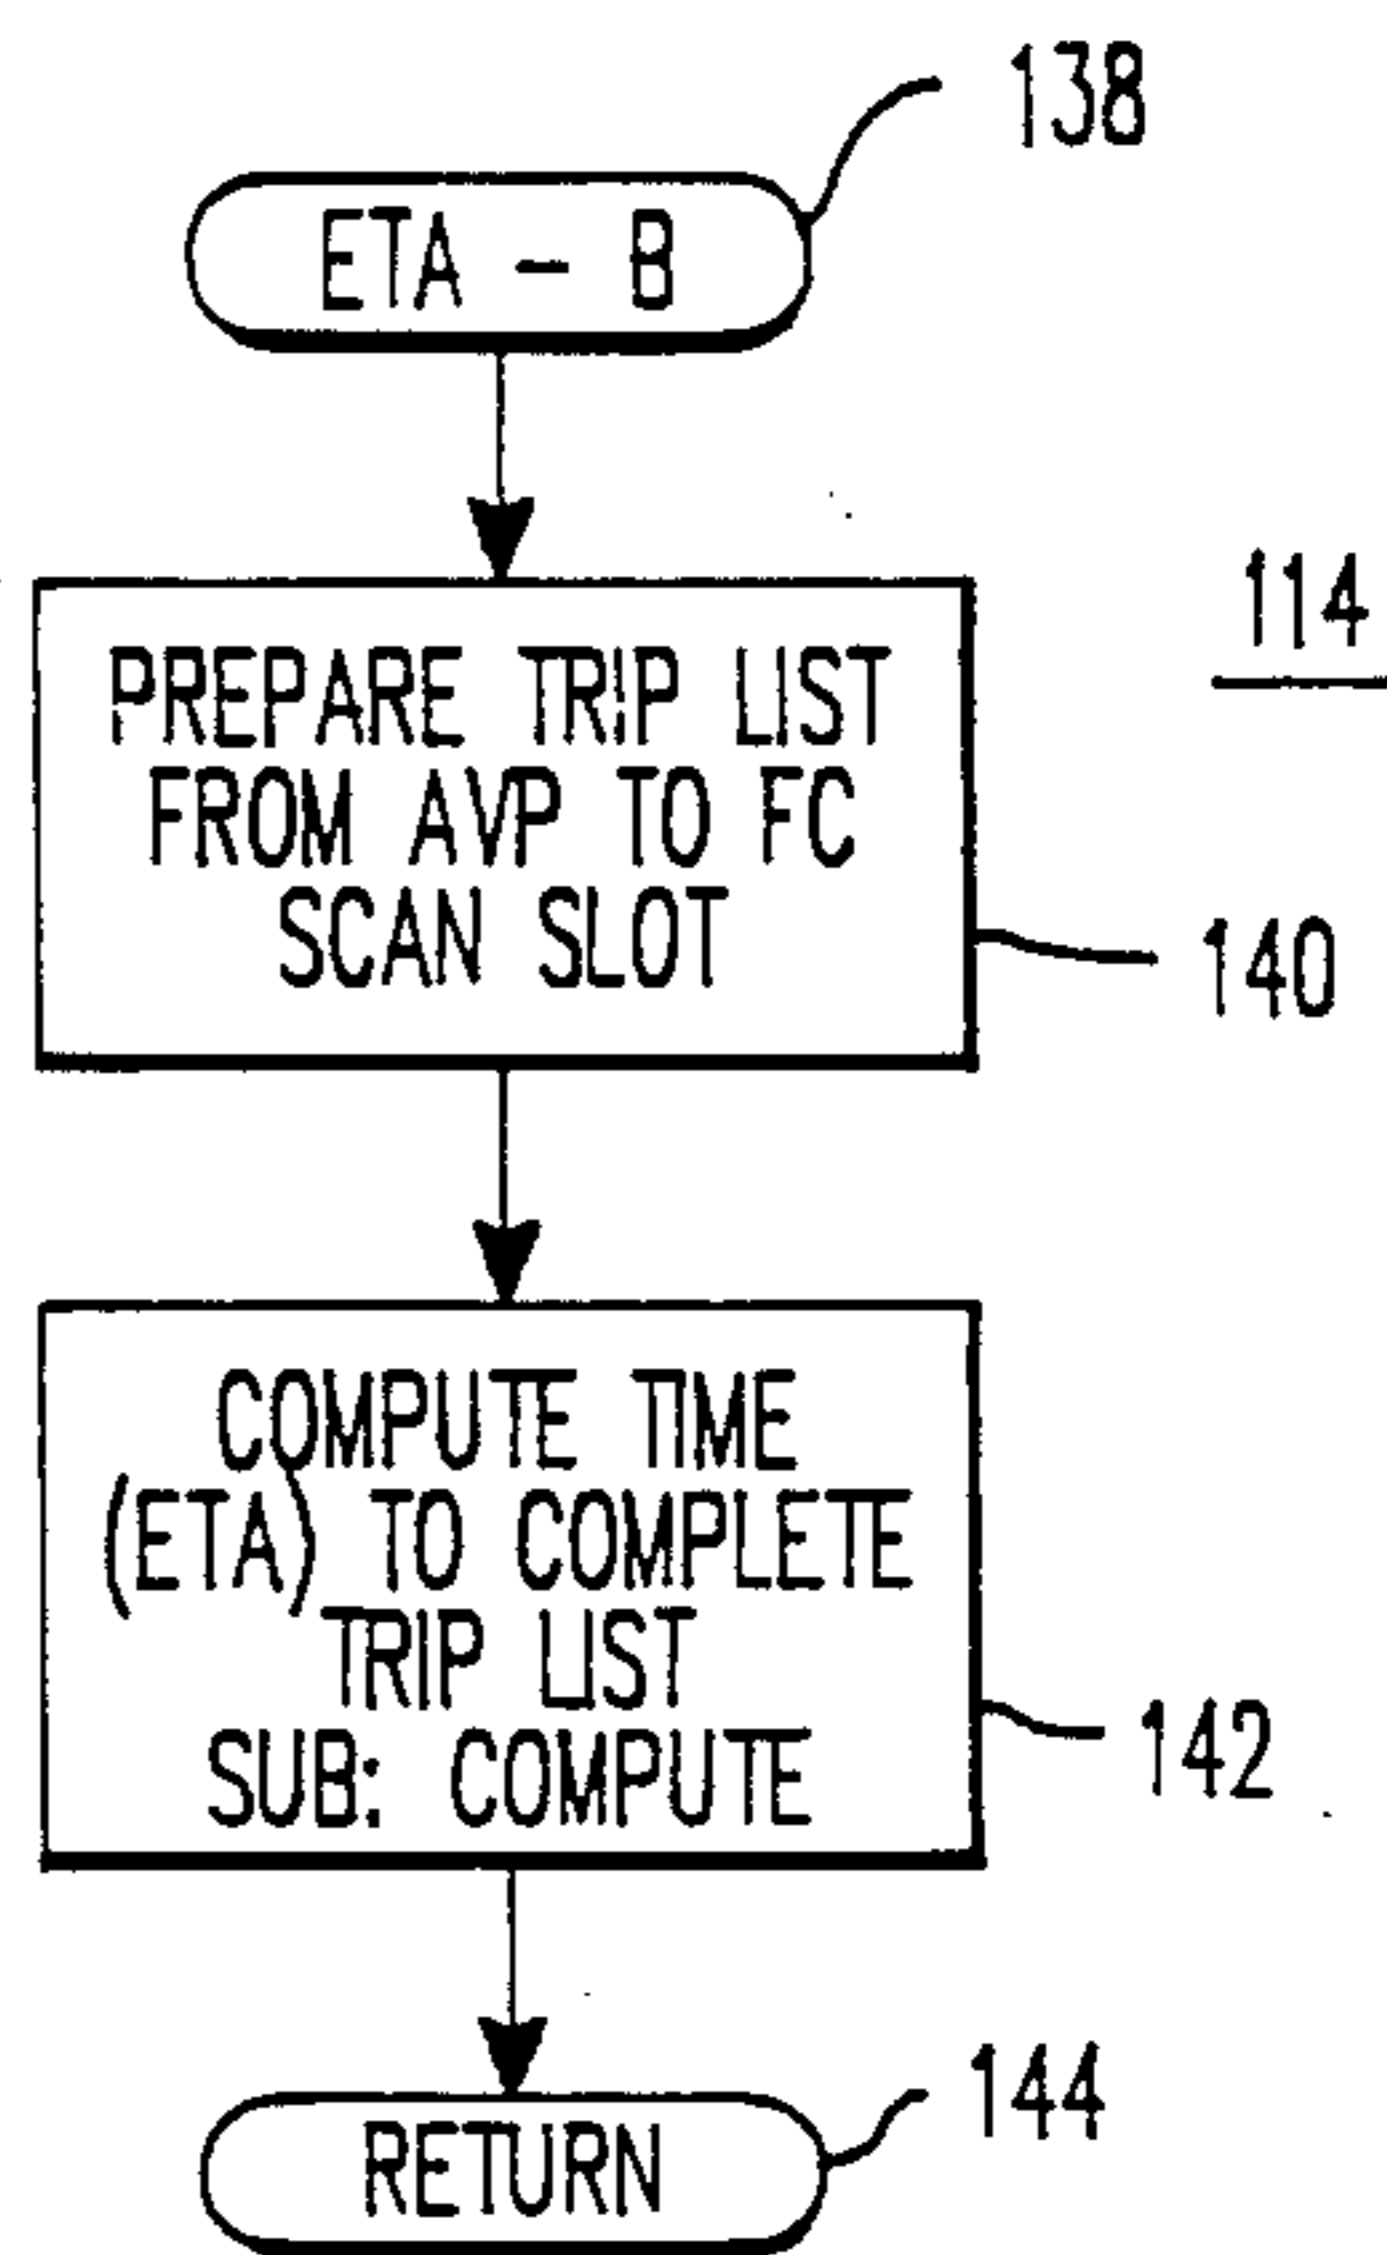 138
ETA - B
114
PREPARE TRIP LIST
FROM AVP TO FC
SCAN SLOT
140
COMPUTE TIME
(ETA) TO COMPLETE
TRIP LIST
SUB: COMPUTE
142
144
RETURN